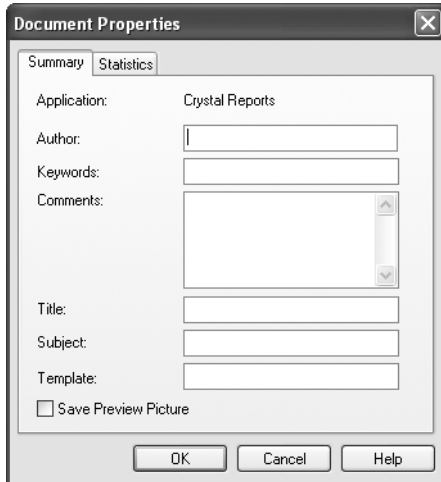 Document Properties
Summary Statistics
Application: Crystal Reports
Author:
Keywords:
Comments:
Title:
Subject:
Template:
Save Preview Picture
OK Cancel Help